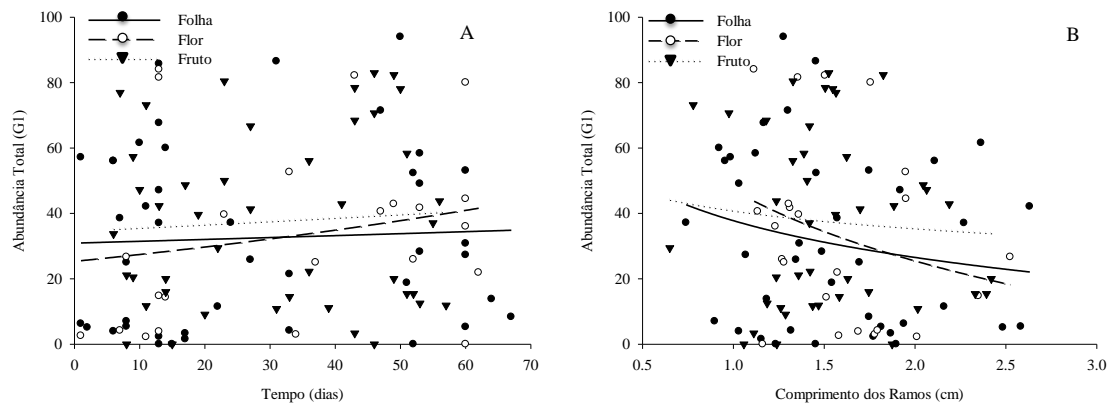 100
80
60
40
20
0
Abundância Total (G1)
Folha
Flor
Fruto
A
0 10 20 30 40 50 60 70
Tempo (dias)
100
80
60
40
20
0
Abundância Total (G1)
Folha
Flor
Fruto
B
0.5 1.0 1.5 2.0 2.5 3.0
Comprimento dos Ramos (cm)